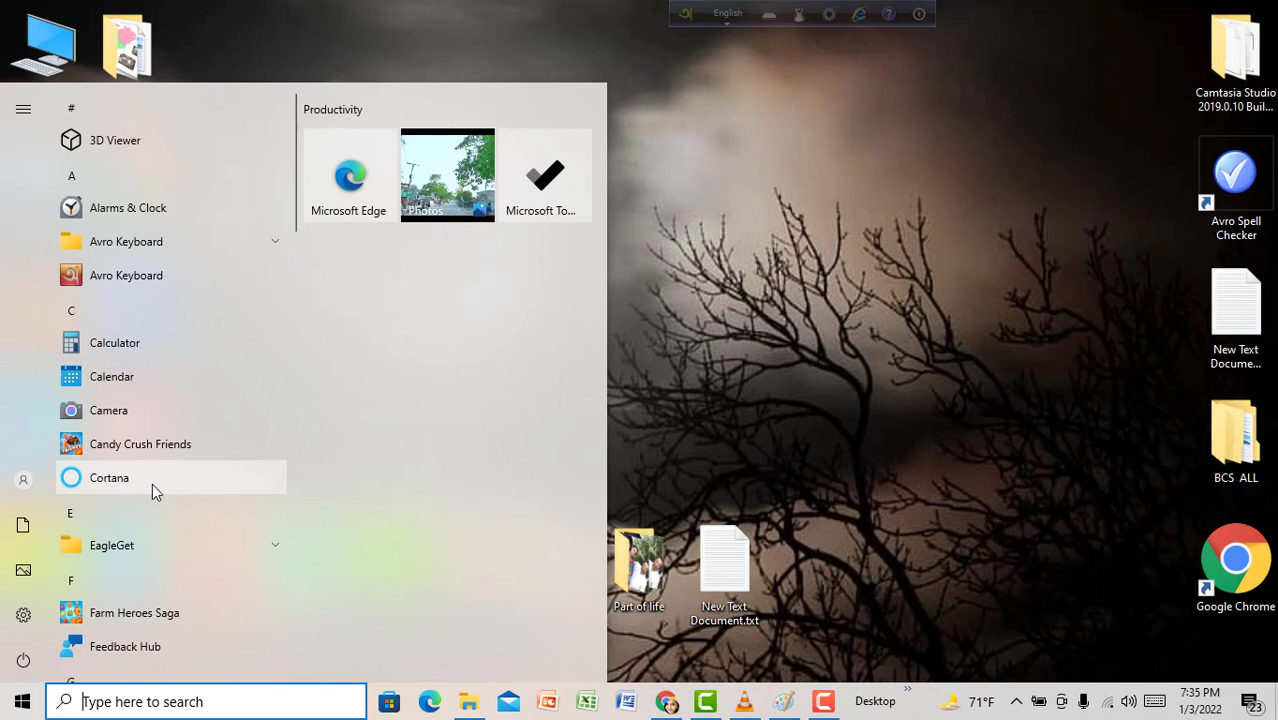 English
Camtasia Studio
2019.0.10 Buil...
Avro Spell
Checker
New Text
Docume...
BCS ALL
Google Chrome
#
3D Viewer
A
Alarms & Clock
Avro Keyboard
Avro Keyboard
C
Calculator
Calendar
Camera
Candy Crush Friends
Cortana
E
EagleGet
F
Farm Heroes Saga
Feedback Hub
Productivity
Microsoft Edge
Photos
Microsoft To...
Part of life
New Text
Document.txt
Type here to search
Desktop
71°F
7:35 PM
1/3/2022
23